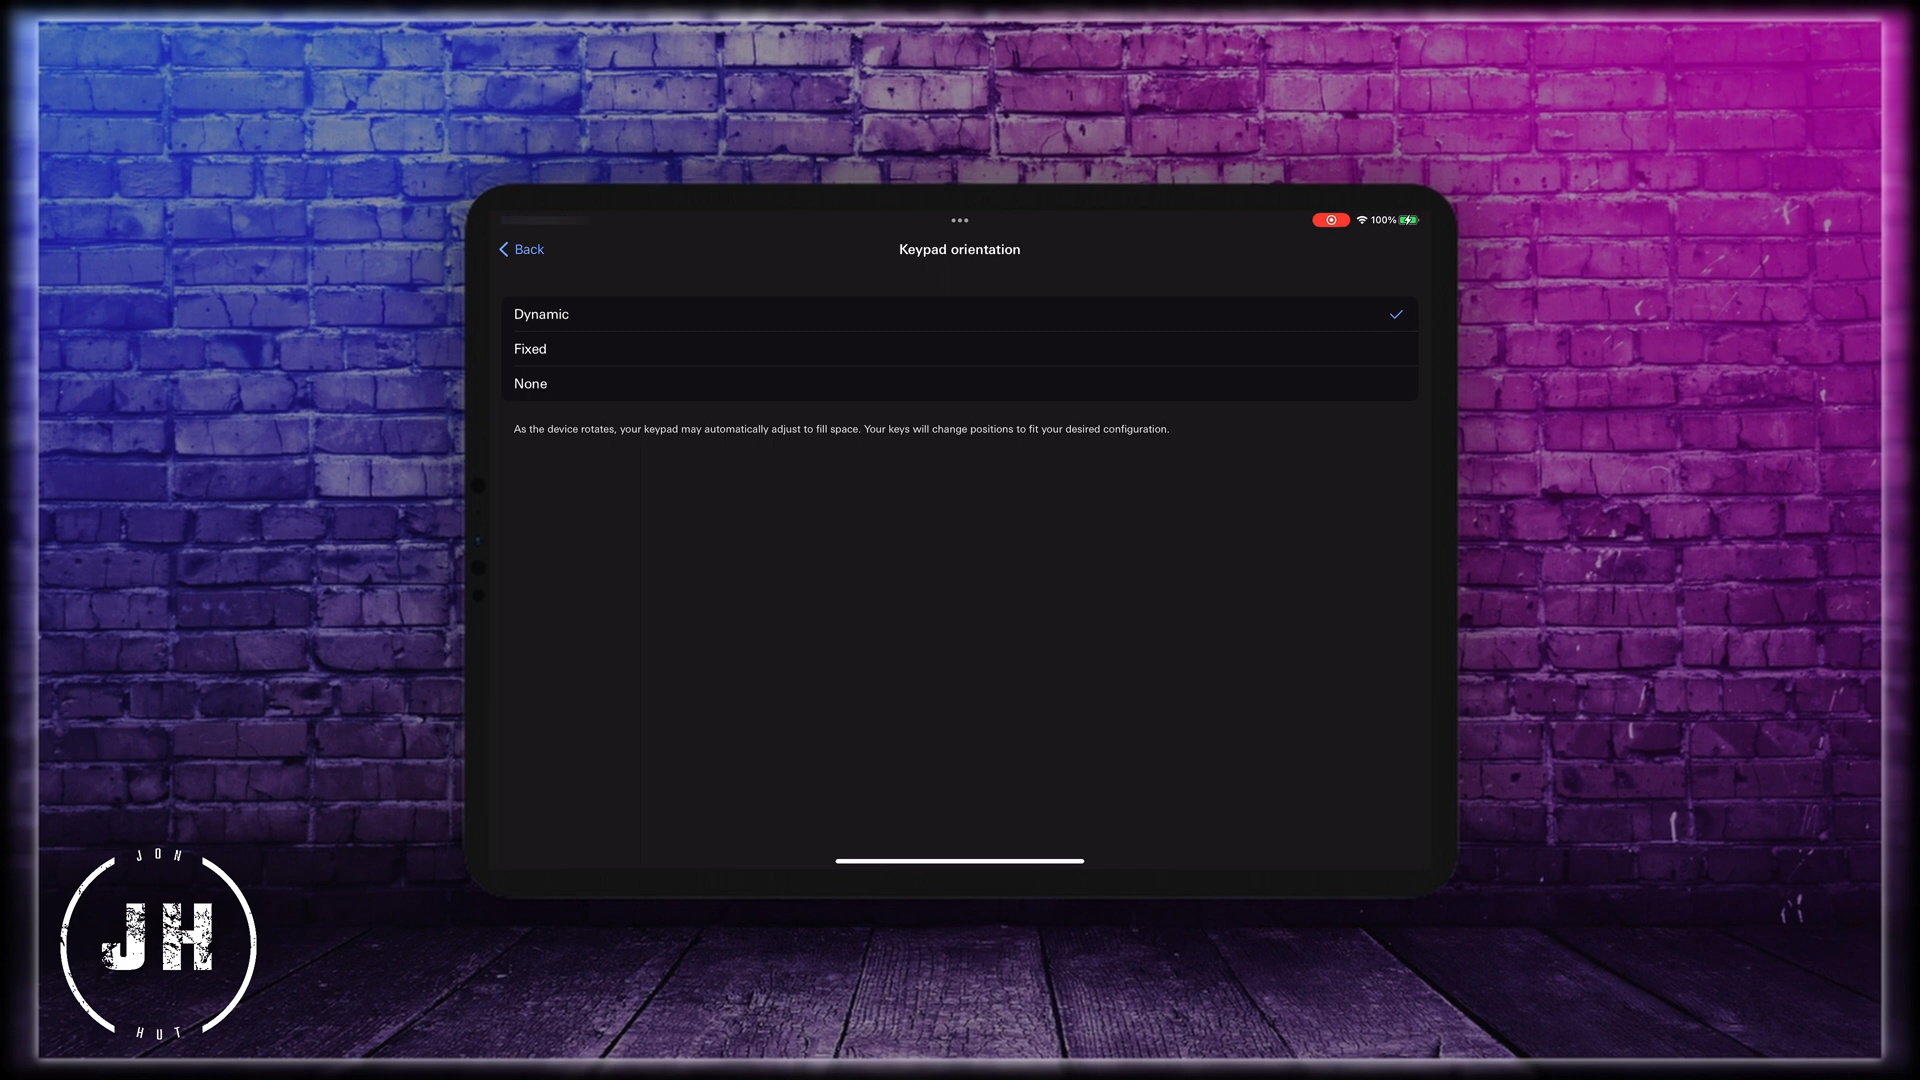 100%
Back
Keypad orientation
Dynamic
Fixed
None
As the device rotates, your keypad may automatically adjust to fill space. Your keys will change positions to fit your desired configuration.
JON
JH
HUT